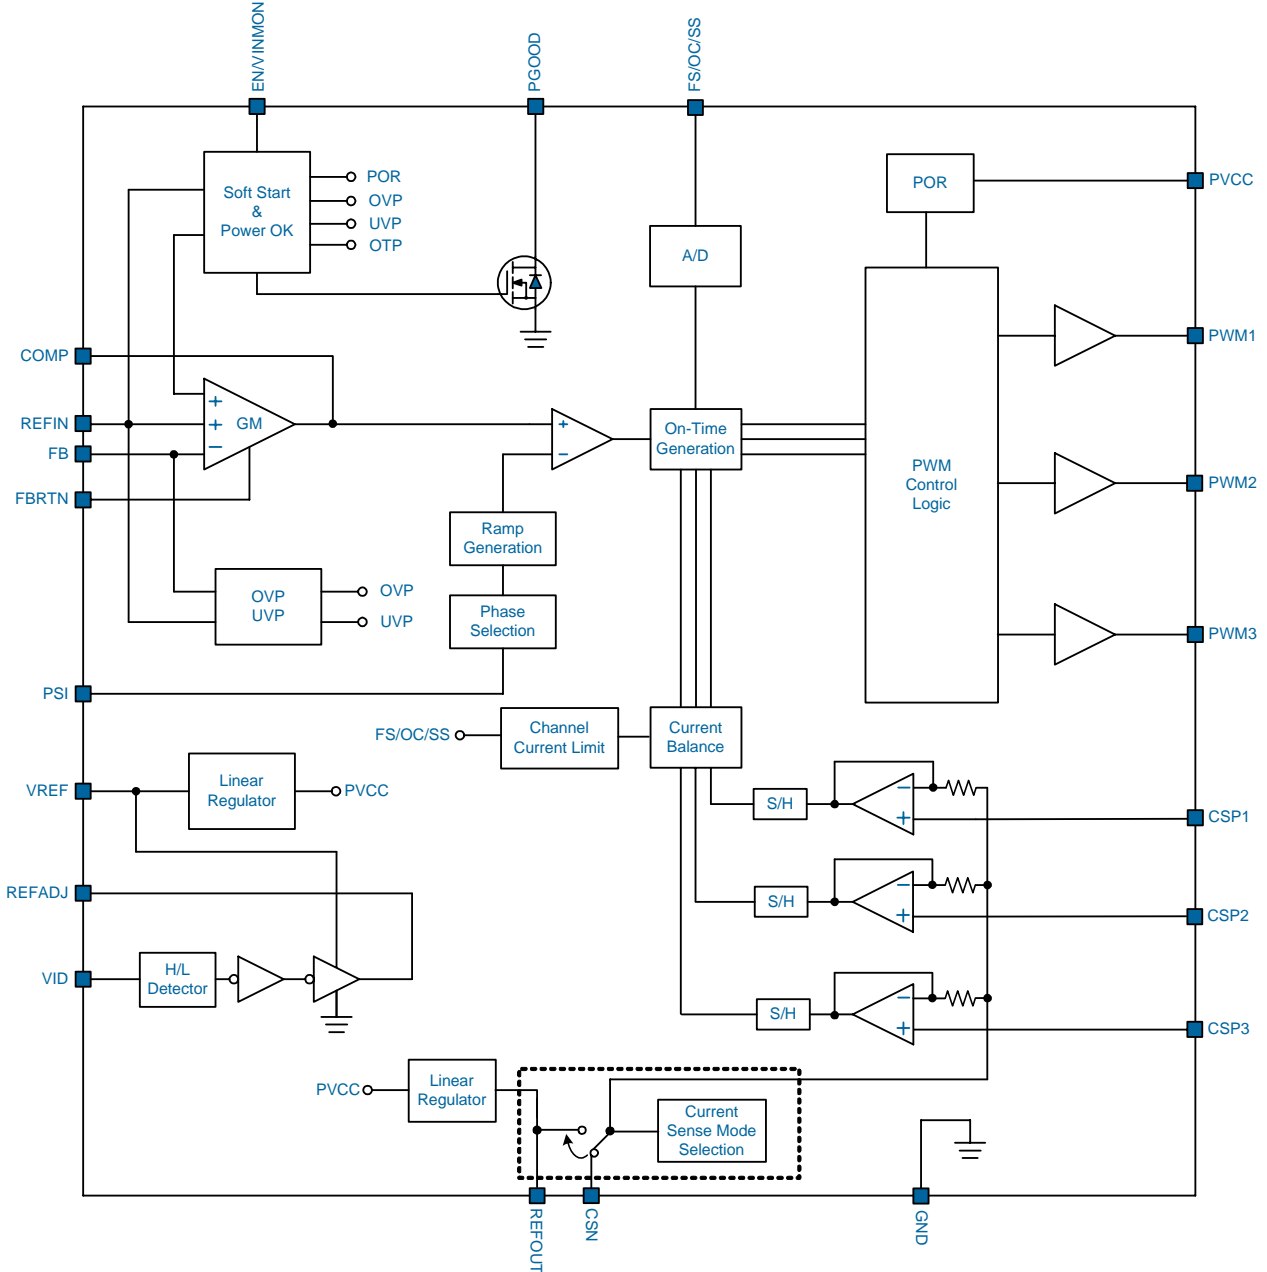 EN/VINMON
PGOOD
FS/OC/SS
Soft Start
&
Power OK
POR
OVP
UVP
OTP
POR
PVCC
A/D
COMP
REFIN
FB
FBRTN
+
+
−
GM
+
−
On-Time
Generation
PWM
Control
Logic
PWM1
PWM2
PWM3
Ramp
Generation
Phase
Selection
OVP
UVP
OVP
UVP
PSI
FS/OC/SS
Channel
Current Limit
Current
Balance
VREF
Linear
Regulator
PVCC
S/H
−
+
CSP1
REFADJ
S/H
−
+
CSP2
VID
H/L
Detector
S/H
−
+
CSP3
PVCC
Linear
Regulator
Current
Sense Mode
Selection
REFOUT
CSN
GND